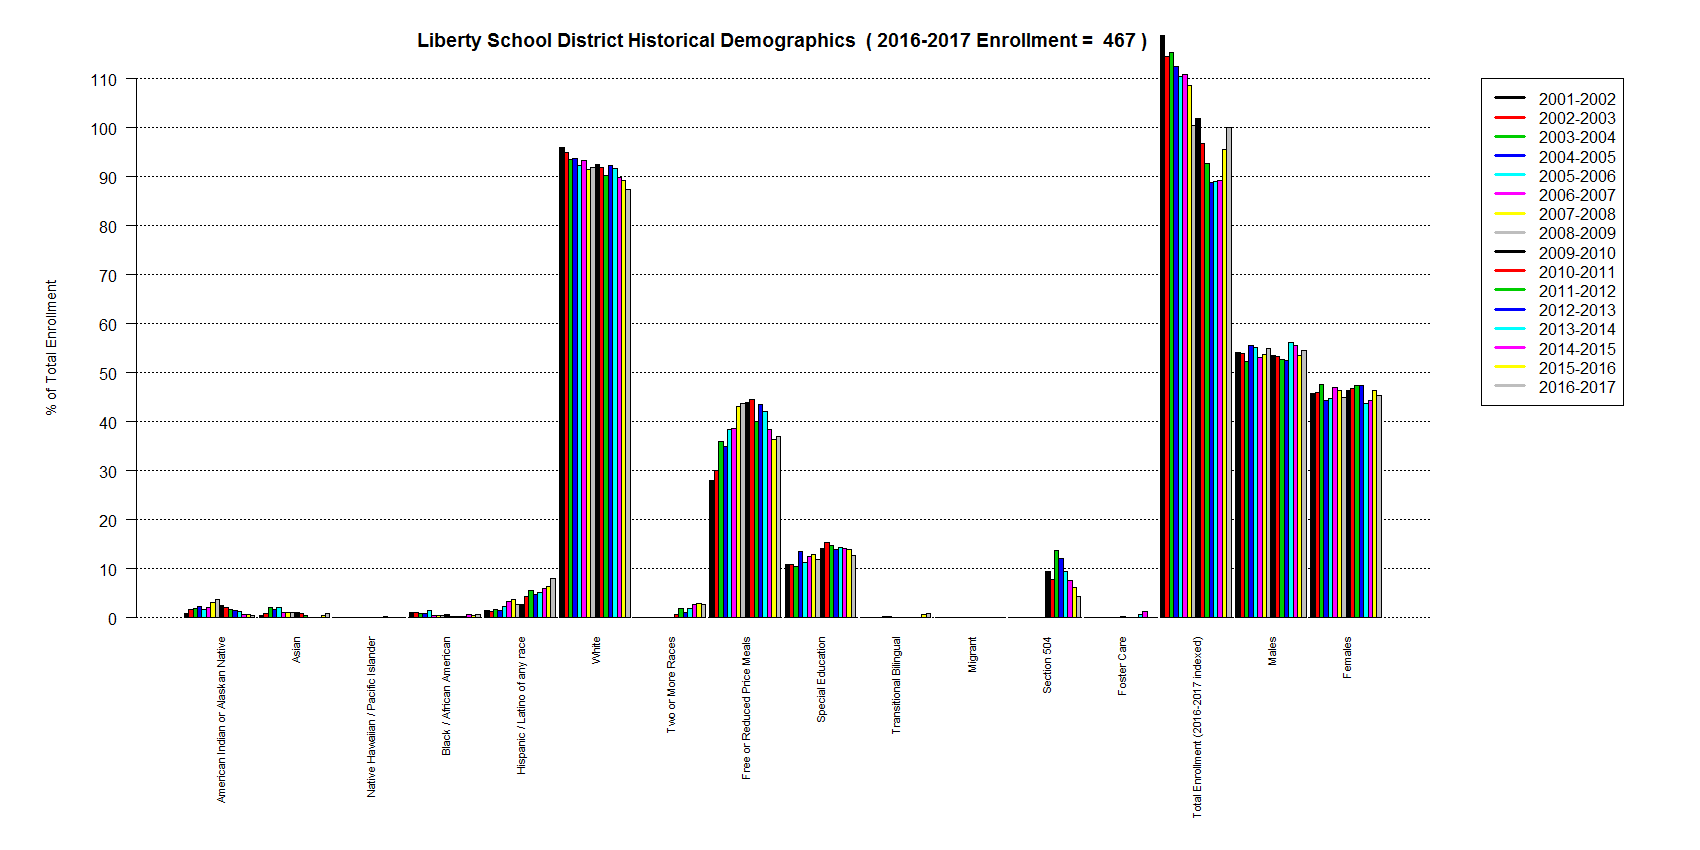 Liberty School District Historical Demographics ( 2016-2017 Enrollment = 467 )
% of Total Enrollment
110
100
90
80
70
60
50
40
30
20
10
0
American Indian or Alaskan Native
Asian
Native Hawaiian / Pacific Islander
Black / African American
Hispanic / Latino of any race
White
Two or More Races
Free or Reduced Price Meals
Special Education
Transitional Bilingual
Migrant
Section 504
Foster Care
Total Enrollment (2016-2017 indexed)
Males
Females
2001-2002
2002-2003
2003-2004
2004-2005
2005-2006
2006-2007
2007-2008
2008-2009
2009-2010
2010-2011
2011-2012
2012-2013
2013-2014
2014-2015
2015-2016
2016-2017